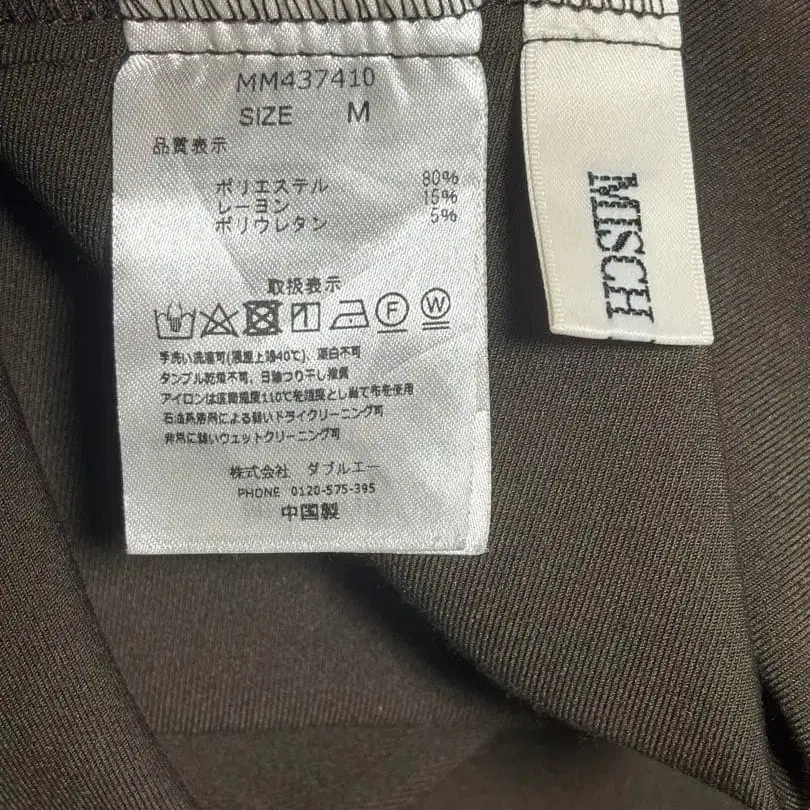 MM437410
SIZE M
品質表示
ポリエステル 80%
レーヨン 15%
ポリウレタン 5%
取扱表示
F W
手洗い洗濯可(液温上限40℃)、漂白不可
タンブル乾燥不可、日陰つり干し推奨
アイロンは底面温度110℃を限度とし当て布を使用
石油系溶剤による弱いドライクリーニング可
非常に弱いウェットクリーニング可
株式会社 ダブルエー
PHONE 0120-575-395
中国製
MISCH